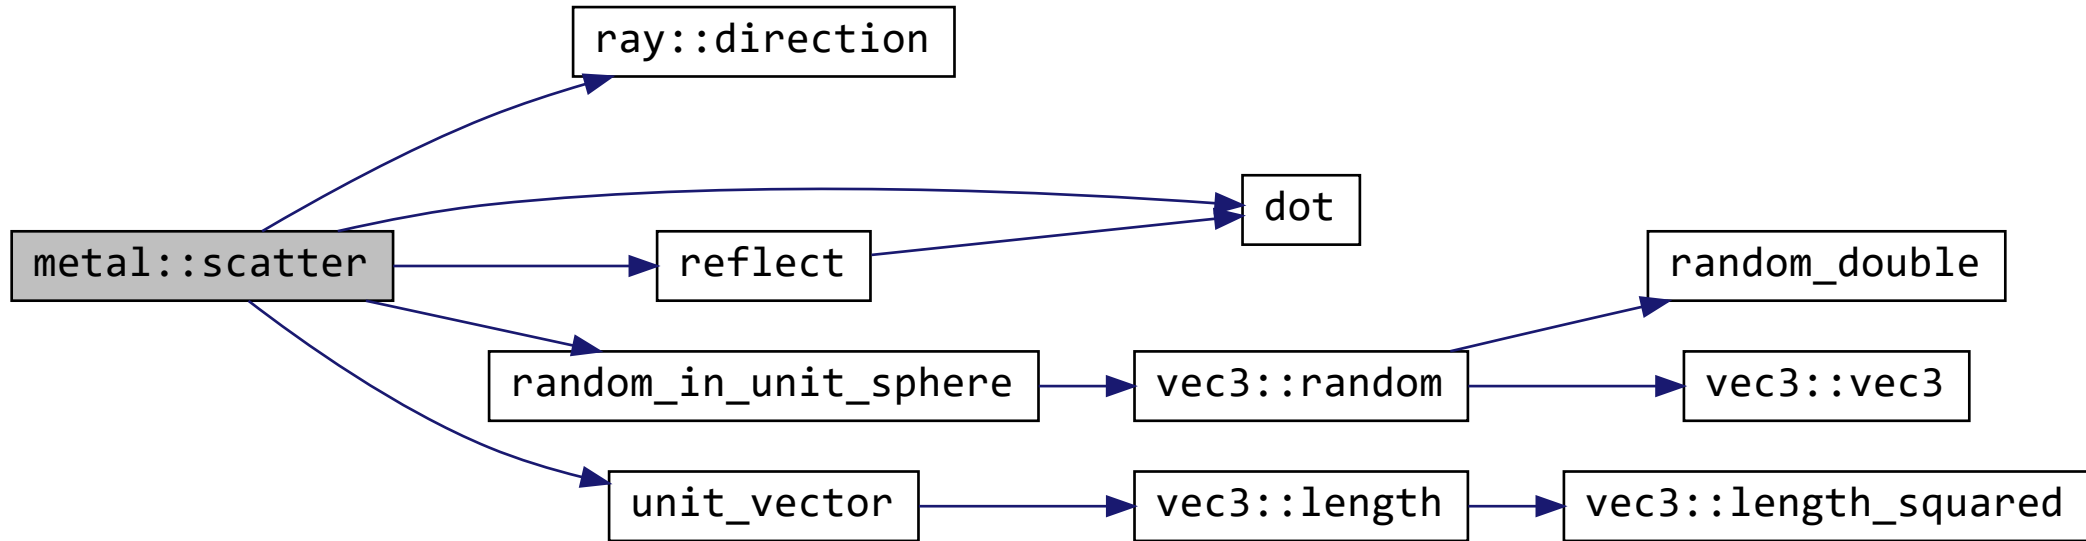 ray::direction
dot
metal::scatter
reflect
random_double
random_in_unit_sphere
vec3::random
vec3::vec3
unit_vector
vec3::length
vec3::length_squared